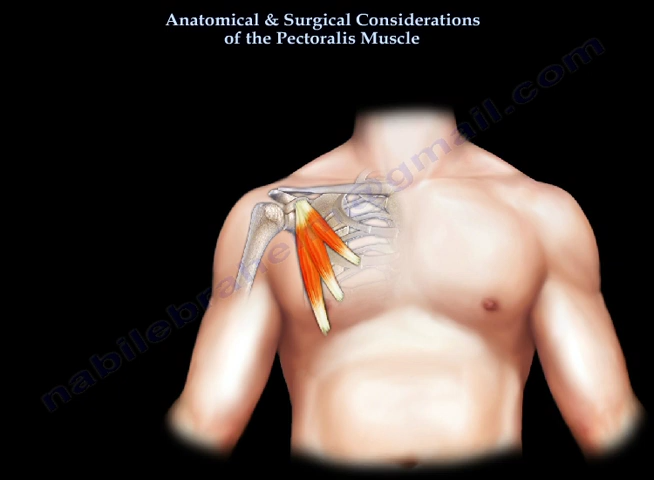 Anatomical & Surgical Considerations
of the Pectoralis Muscle